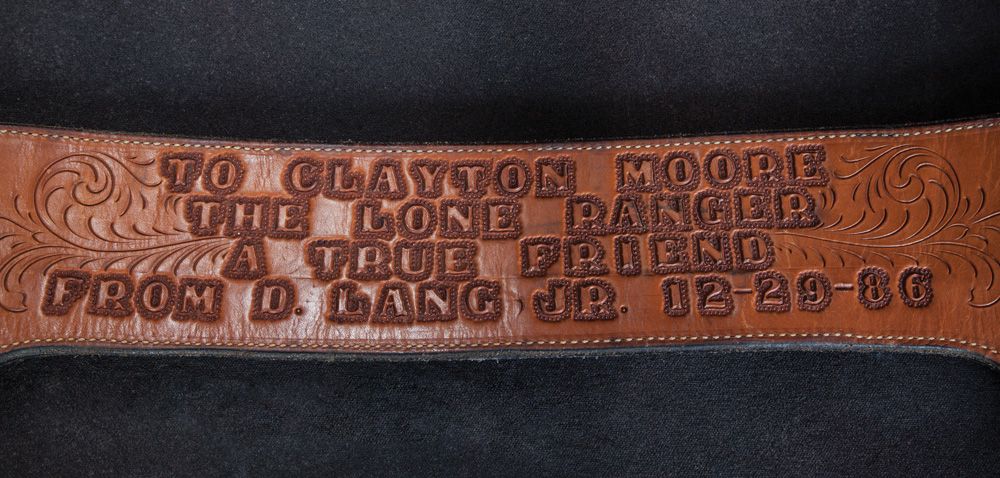 TO CLAYTON MOORE
THE LONE RANGER
A TRUE FRIEND
FROM D. LANG JR. 12-29-86